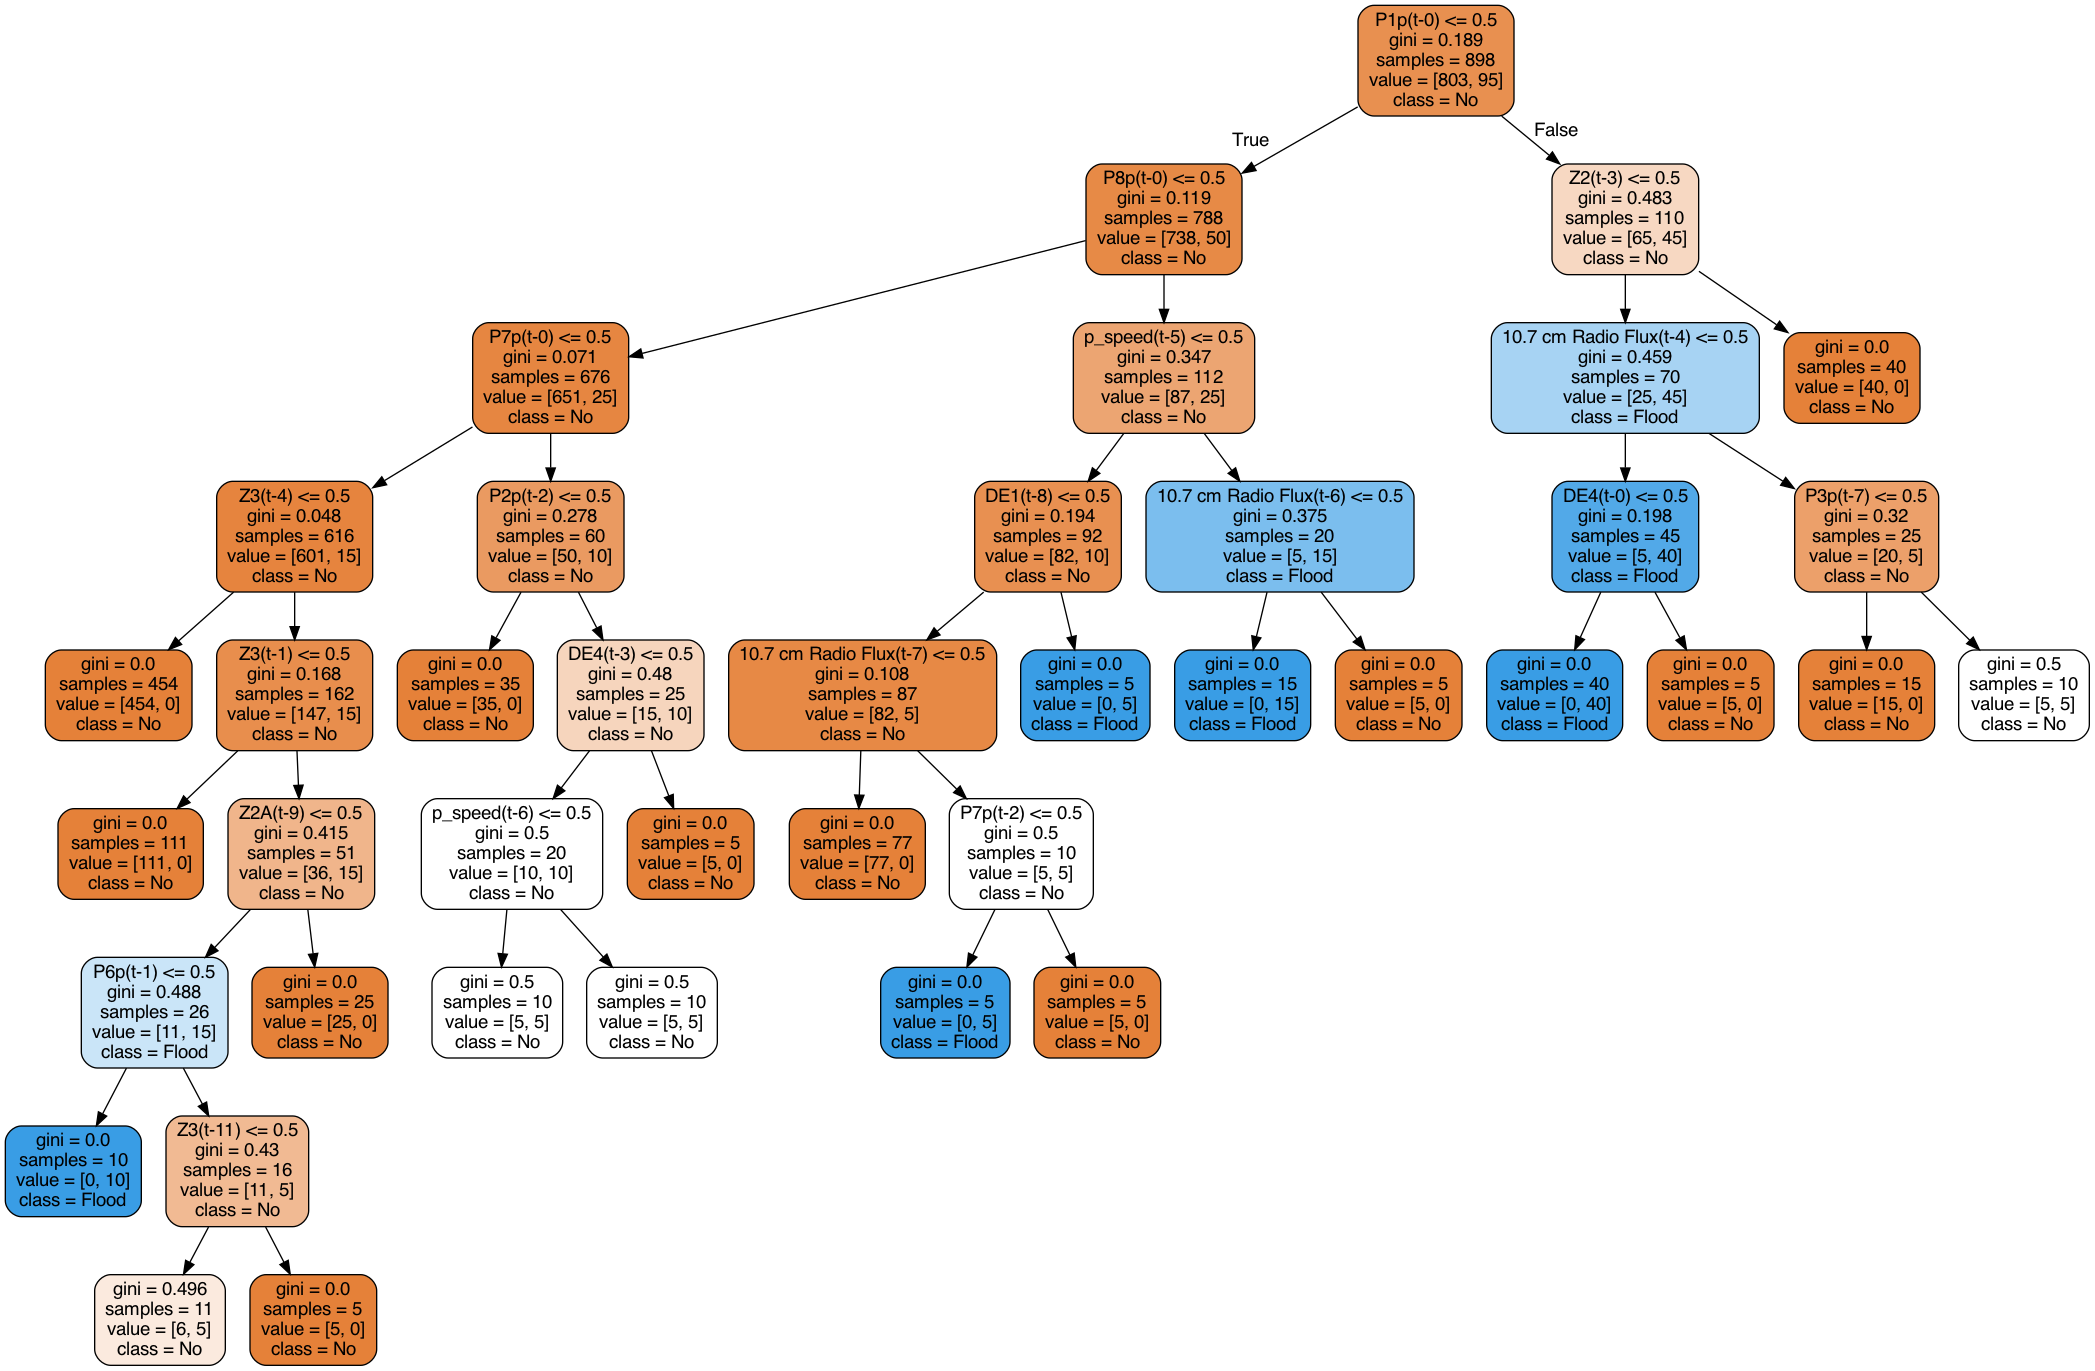 P1p(t-0) <= 0.5
gini = 0.189
samples = 898
value = [803, 95]
class = No
True
False
P8p(t-0) <= 0.5
gini = 0.119
samples = 788
value = [738, 50]
class = No
Z2(t-3) <= 0.5
gini = 0.483
samples = 110
value = [65, 45]
class = No
P7p(t-0) <= 0.5
gini = 0.071
samples = 676
value = [651, 25]
class = No
p_speed(t-5) <= 0.5
gini = 0.347
samples = 112
value = [87, 25]
class = No
10.7 cm Radio Flux(t-4) <= 0.5
gini = 0.459
samples = 70
value = [25, 45]
class = Flood
gini = 0.0
samples = 40
value = [40, 0]
class = No
Z3(t-4) <= 0.5
gini = 0.048
samples = 616
value = [601, 15]
class = No
P2p(t-2) <= 0.5
gini = 0.278
samples = 60
value = [50, 10]
class = No
DE1(t-8) <= 0.5
gini = 0.194
samples = 92
value = [82, 10]
class = No
10.7 cm Radio Flux(t-6) <= 0.5
gini = 0.375
samples = 20
value = [5, 15]
class = Flood
DE4(t-0) <= 0.5
gini = 0.198
samples = 45
value = [5, 40]
class = Flood
P3p(t-7) <= 0.5
gini = 0.32
samples = 25
value = [20, 5]
class = No
gini = 0.0
samples = 454
value = [454, 0]
class = No
Z3(t-1) <= 0.5
gini = 0.168
samples = 162
value = [147, 15]
class = No
gini = 0.0
samples = 35
value = [35, 0]
class = No
DE4(t-3) <= 0.5
gini = 0.48
samples = 25
value = [15, 10]
class = No
10.7 cm Radio Flux(t-7) <= 0.5
gini = 0.108
samples = 87
value = [82, 5]
class = No
gini = 0.0
samples = 5
value = [0, 5]
class = Flood
gini = 0.0
samples = 15
value = [0, 15]
class = Flood
gini = 0.0
samples = 5
value = [5, 0]
class = No
gini = 0.0
samples = 40
value = [0, 40]
class = Flood
gini = 0.0
samples = 5
value = [5, 0]
class = No
gini = 0.0
samples = 15
value = [15, 0]
class = No
gini = 0.5
samples = 10
value = [5, 5]
class = No
gini = 0.0
samples = 111
value = [111, 0]
class = No
Z2A(t-9) <= 0.5
gini = 0.415
samples = 51
value = [36, 15]
class = No
p_speed(t-6) <= 0.5
gini = 0.5
samples = 20
value = [10, 10]
class = No
gini = 0.0
samples = 5
value = [5, 0]
class = No
gini = 0.0
samples = 77
value = [77, 0]
class = No
P7p(t-2) <= 0.5
gini = 0.5
samples = 10
value = [5, 5]
class = No
P6p(t-1) <= 0.5
gini = 0.488
samples = 26
value = [11, 15]
class = Flood
gini = 0.0
samples = 25
value = [25, 0]
class = No
gini = 0.5
samples = 10
value = [5, 5]
class = No
gini = 0.5
samples = 10
value = [5, 5]
class = No
gini = 0.0
samples = 5
value = [0, 5]
class = Flood
gini = 0.0
samples = 5
value = [5, 0]
class = No
gini = 0.0
samples = 10
value = [0, 10]
class = Flood
Z3(t-11) <= 0.5
gini = 0.43
samples = 16
value = [11, 5]
class = No
gini = 0.496
samples = 11
value = [6, 5]
class = No
gini = 0.0
samples = 5
value = [5, 0]
class = No